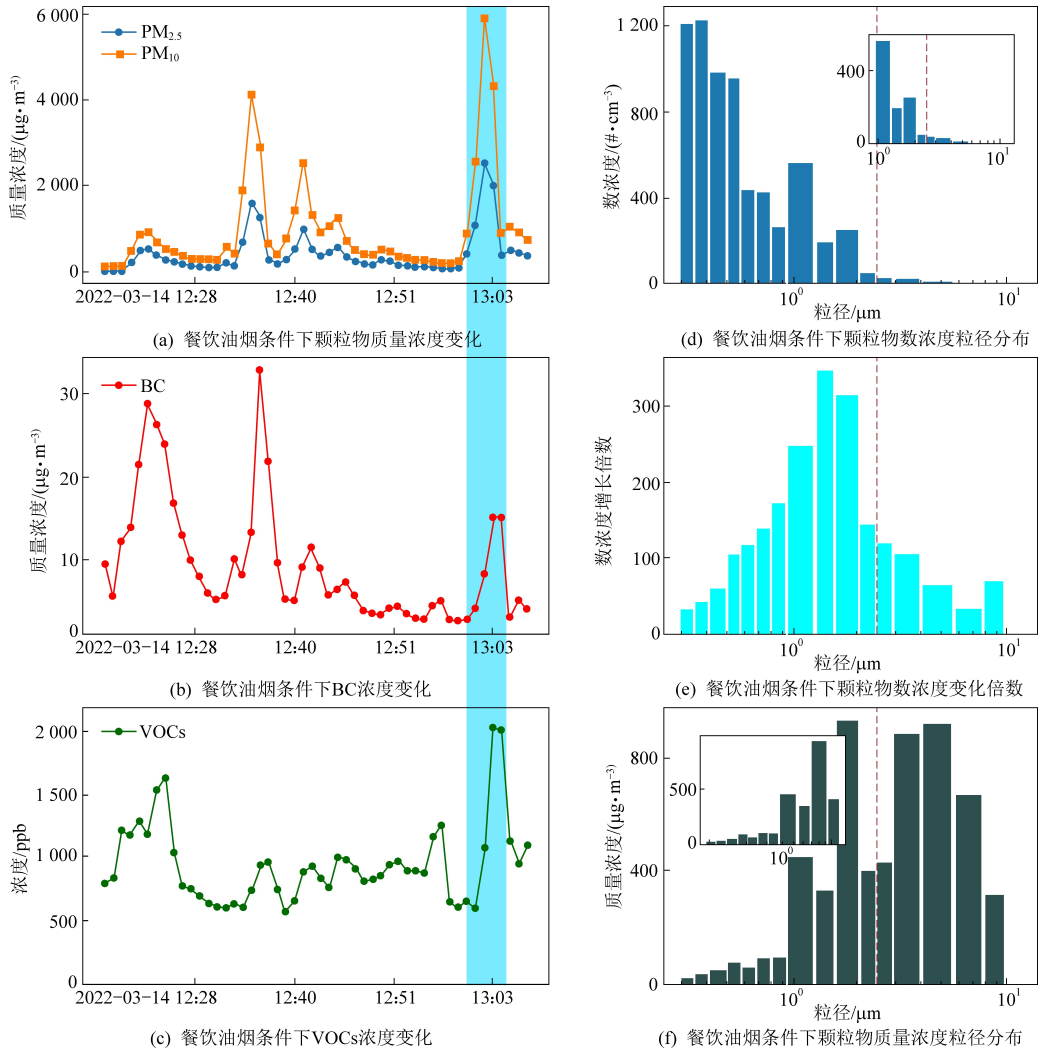 6 000
4 000
2 000
0
质量浓度/(μg•m⁻³)
PM₂.₅
PM₁₀
2022−03−14 12:28 12:40 12:51 13:03
(a) 餐饮油烟条件下颗粒物质量浓度变化
1 200
800
400
0
数浓度/(#•cm⁻³)
400
0
10⁰ 10¹
10⁰ 10¹
粒径/μm
(d) 餐饮油烟条件下颗粒物数浓度粒径分布
30
20
10
0
质量浓度/(μg•m⁻³)
BC
2022−03−14 12:28 12:40 12:51 13:03
(b) 餐饮油烟条件下BC浓度变化
300
200
100
0
数浓度增长倍数
10⁰ 10¹
粒径/μm
(e) 餐饮油烟条件下颗粒物数浓度变化倍数
2 000
1 500
1 000
500
0
浓度/ppb
VOCs
2022−03−14 12:28 12:40 12:51 13:03
(c) 餐饮油烟条件下VOCs浓度变化
800
400
0
质量浓度/(μg•m⁻³)
500
0
10⁰
10⁰ 10¹
粒径/μm
(f) 餐饮油烟条件下颗粒物质量浓度粒径分布